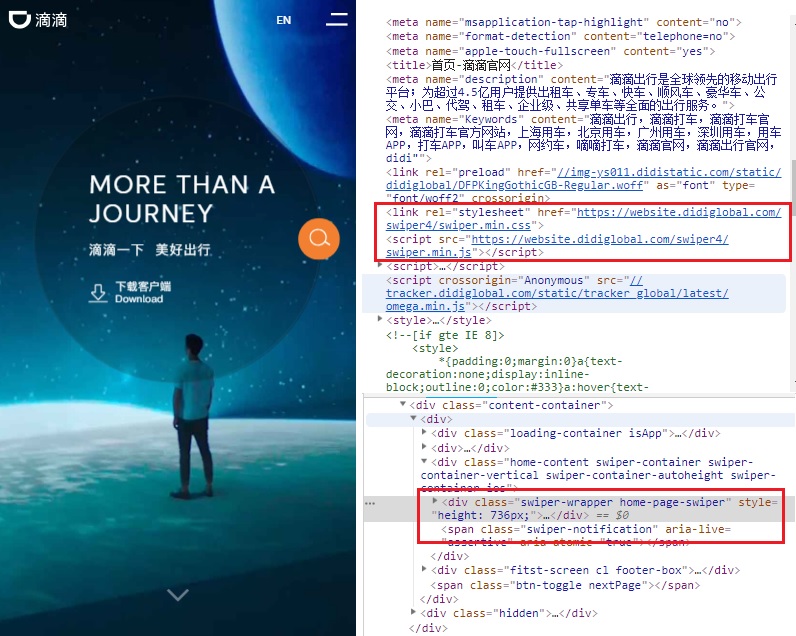 滴滴
EN
MORE THAN A
JOURNEY
滴滴一下 美好出行
下载客户端
Download
<meta name="msapplication-tap-highlight" content="no">
<meta name="format-detection" content="telephone=no">
<meta name="apple-touch-fullscreen" content="yes">
<title>首页-滴滴官网</title>
<meta name="description" content="滴滴出行是全球领先的移动出行
平台；为超过4.5亿用户提供出租车、专车、快车、顺风车、豪华车、公
交、小巴、代驾、租车、企业级、共享单车等全面的出行服务。">
<meta name="Keywords" content="滴滴出行，滴滴打车，滴滴打车官
网，滴滴打车官方网站，上海用车，北京用车，广州用车，深圳用车，用车
APP，打车APP，叫车APP，网约车，嘀嘀打车，滴滴官网，滴滴出行官网，
didi"">
<link rel="preload" href="//img-ys011.didistatic.com/static/
didiglobal/DFPKingGothicGB-Regular.woff" as="font" type=
"font/woff2" crossorigin>
<link rel="stylesheet" href="https://website.didiglobal.com/
swiper4/swiper.min.css">
<script src="https://website.didiglobal.com/swiper4/
swiper.min.js"></script>
<script>…</script>
<script crossorigin="Anonymous" src="//
tracker.didiglobal.com/static/tracker_global/latest/
omega.min.js"></script>
<style>…</style>
<!--[if gte IE 8]>
<style>
*{padding:0;margin:0}a{text-
decoration:none;display:inline-
block;outline:0;color:#333}a:hover{text-
<div class="content-container">
<div>
<div class="loading-container isApp">…</div>
<div>…</div>
<div class="home-content swiper-container swiper-
container-vertical swiper-container-autoheight swiper-
container-ios">
<div class="swiper-wrapper home-page-swiper" style=
"height: 736px;">…</div> == $0
<span class="swiper-notification" aria-live=
"assertive" aria-atomic="true"></span>
</div>
<div class="fitst-screen cl footer-box">…</div>
<span class="btn-toggle nextPage"></span>
</div>
<div class="hidden">…</div>
</div>